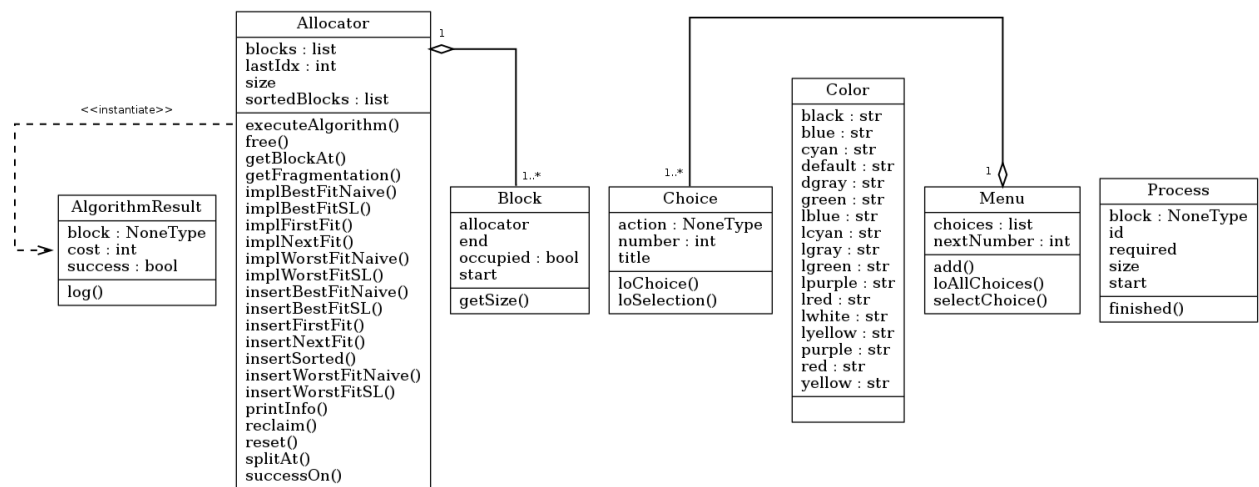 <<instantiate>>
AlgorithmResult
block : NoneType
cost : int
success : bool
log()
Allocator
blocks : list
lastIdx : int
size
sortedBlocks : list
executeAlgorithm()
free()
getBlockAt()
getFragmentation()
implBestFitNaive()
implBestFitSL()
implFirstFit()
implNextFit()
implWorstFitNaive()
implWorstFitSL()
insertBestFitNaive()
insertBestFitSL()
insertFirstFit()
insertNextFit()
insertSorted()
insertWorstFitNaive()
insertWorstFitSL()
printInfo()
reclaim()
reset()
splitAt()
successOn()
1
1..*
Block
allocator
end
occupied : bool
start
getSize()
1..*
Choice
action : NoneType
number : int
title
loChoice()
loSelection()
Color
black : str
blue : str
cyan : str
default : str
dgray : str
green : str
lblue : str
lcyan : str
lgray : str
lgreen : str
lpurple : str
lred : str
lwhite : str
lyellow : str
purple : str
red : str
yellow : str
1
Menu
choices : list
nextNumber : int
add()
loAllChoices()
selectChoice()
Process
block : NoneType
id
required
size
start
finished()